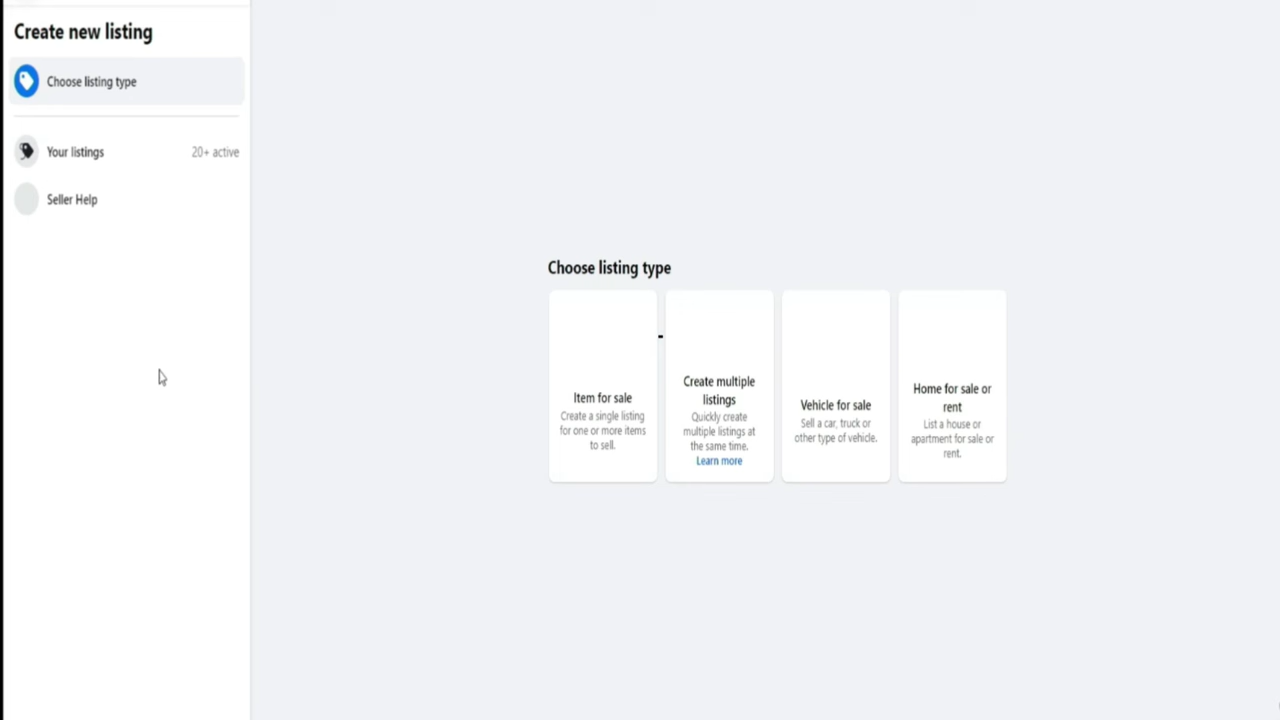 Create new listing
Choose listing type
Your listings 20+ active
Seller Help
Choose listing type
Item for sale
Create a single listing
for one or more items
to sell.
Create multiple
listings
Quickly create
multiple listings at
the same time.
Learn more
Vehicle for sale
Sell a car, truck or
other type of vehicle.
Home for sale or
rent
List a house or
apartment for sale or
rent.